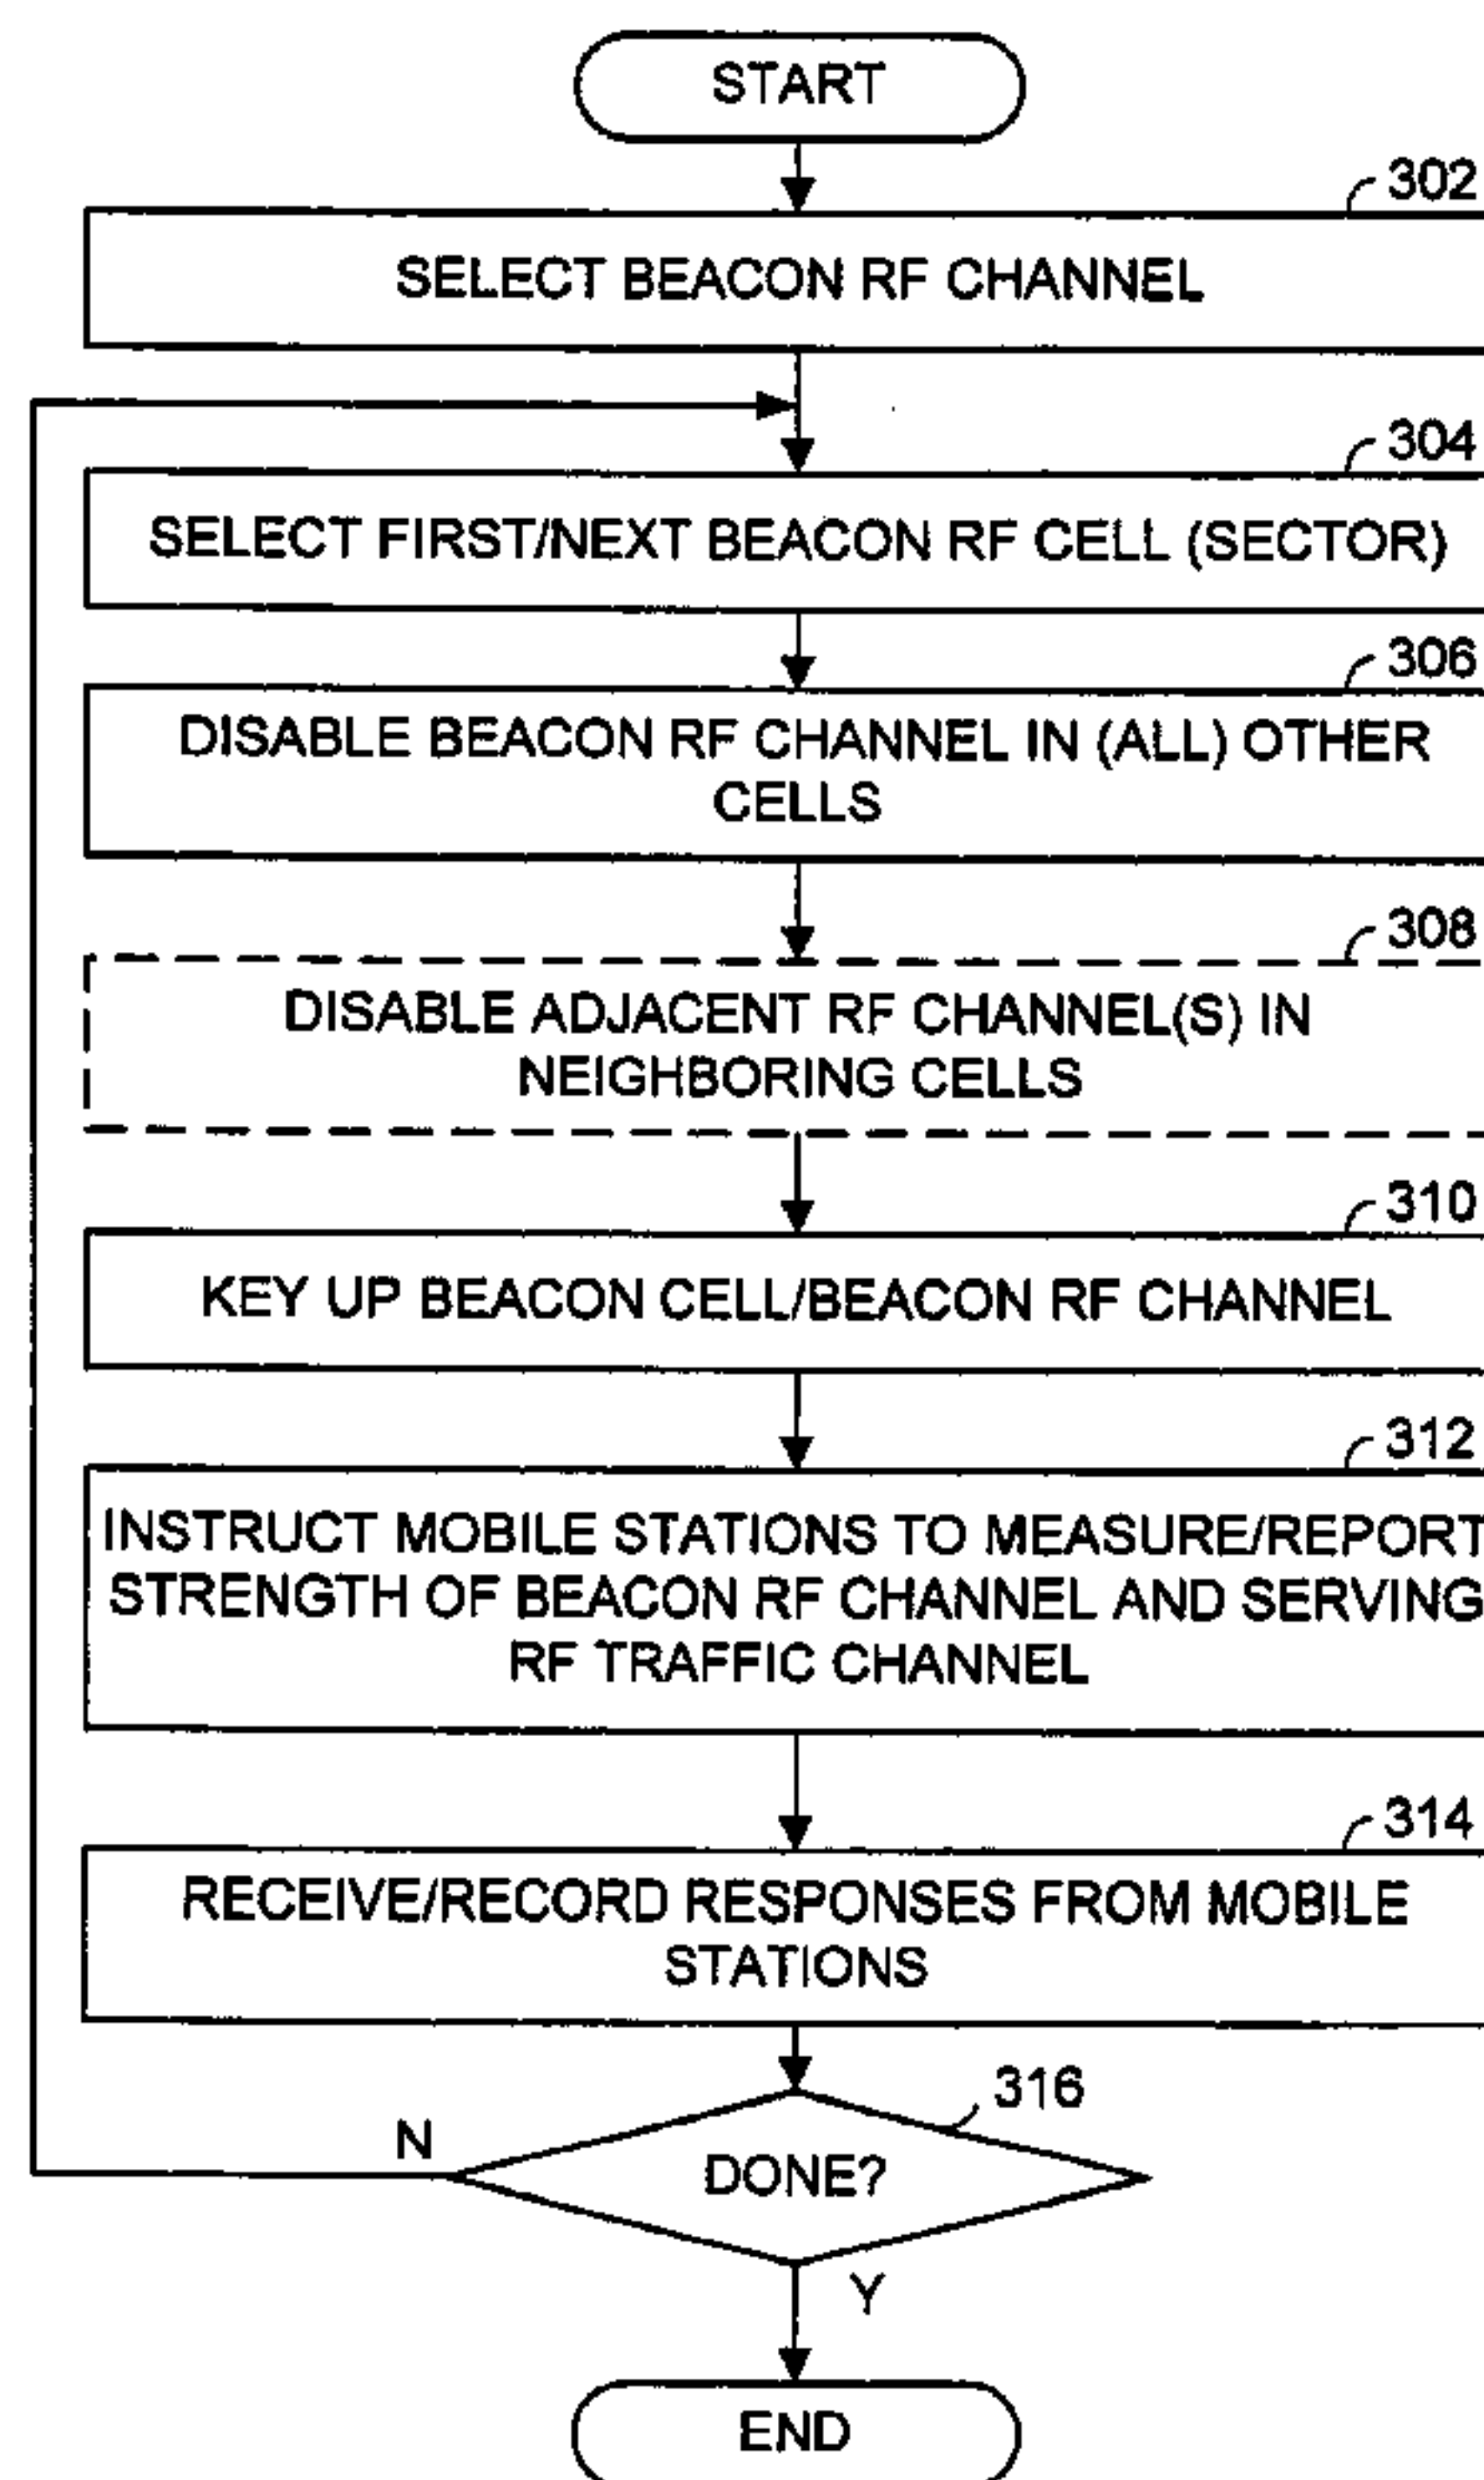 START
302
SELECT BEACON RF CHANNEL
304
SELECT FIRST/NEXT BEACON RF CELL (SECTOR)
306
DISABLE BEACON RF CHANNEL IN (ALL) OTHER
CELLS
308
DISABLE ADJACENT RF CHANNEL(S) IN
NEIGHBORING CELLS
310
KEY UP BEACON CELL/BEACON RF CHANNEL
312
INSTRUCT MOBILE STATIONS TO MEASURE/REPORT
STRENGTH OF BEACON RF CHANNEL AND SERVING
RF TRAFFIC CHANNEL
314
RECEIVE/RECORD RESPONSES FROM MOBILE
STATIONS
316
N
DONE?
Y
END